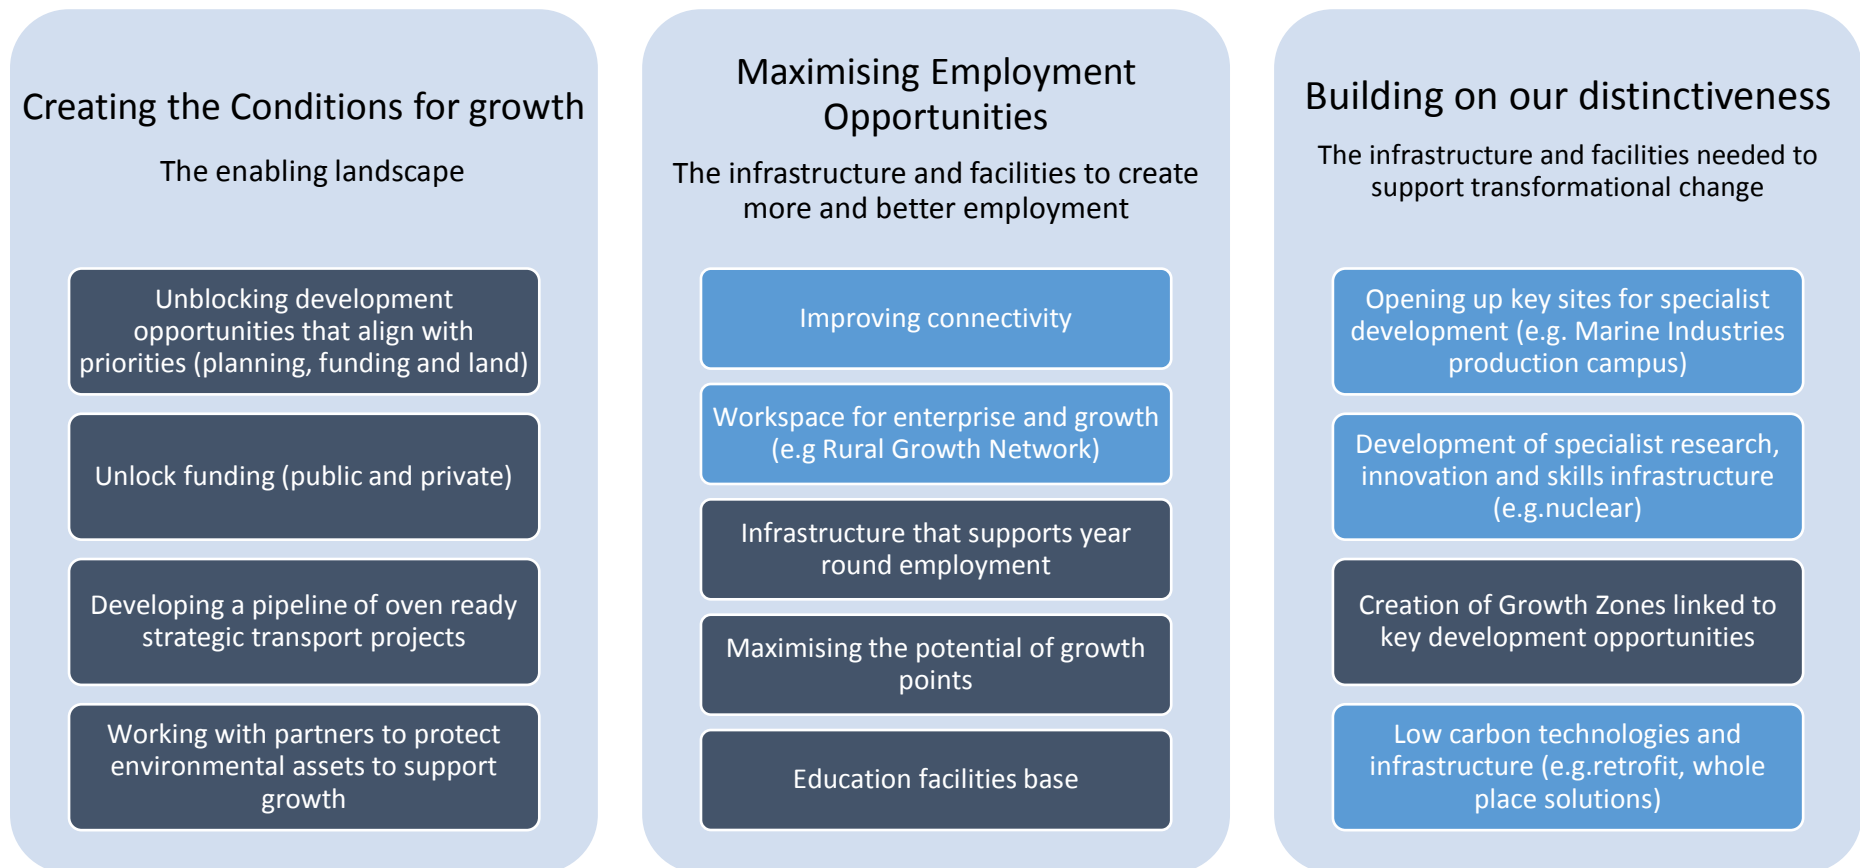 Creating the Conditions for growth
The enabling landscape
Unblocking development
opportunities that align with
priorities (planning, funding and land)
Unlock funding (public and private)
Developing a pipeline of oven ready
strategic transport projects
Working with partners to protect
environmental assets to support
growth
Maximising Employment
Opportunities
The infrastructure and facilities to create
more and better employment
Improving connectivity
Workspace for enterprise and growth
(e.g Rural Growth Network)
Infrastructure that supports year
round employment
Maximising the potential of growth
points
Education facilities base
Building on our distinctiveness
The infrastructure and facilities needed to
support transformational change
Opening up key sites for specialist
development (e.g. Marine Industries
production campus)
Development of specialist research,
innovation and skills infrastructure
(e.g.nuclear)
Creation of Growth Zones linked to
key development opportunities
Low carbon technologies and
infrastructure (e.g.retrofit, whole
place solutions)